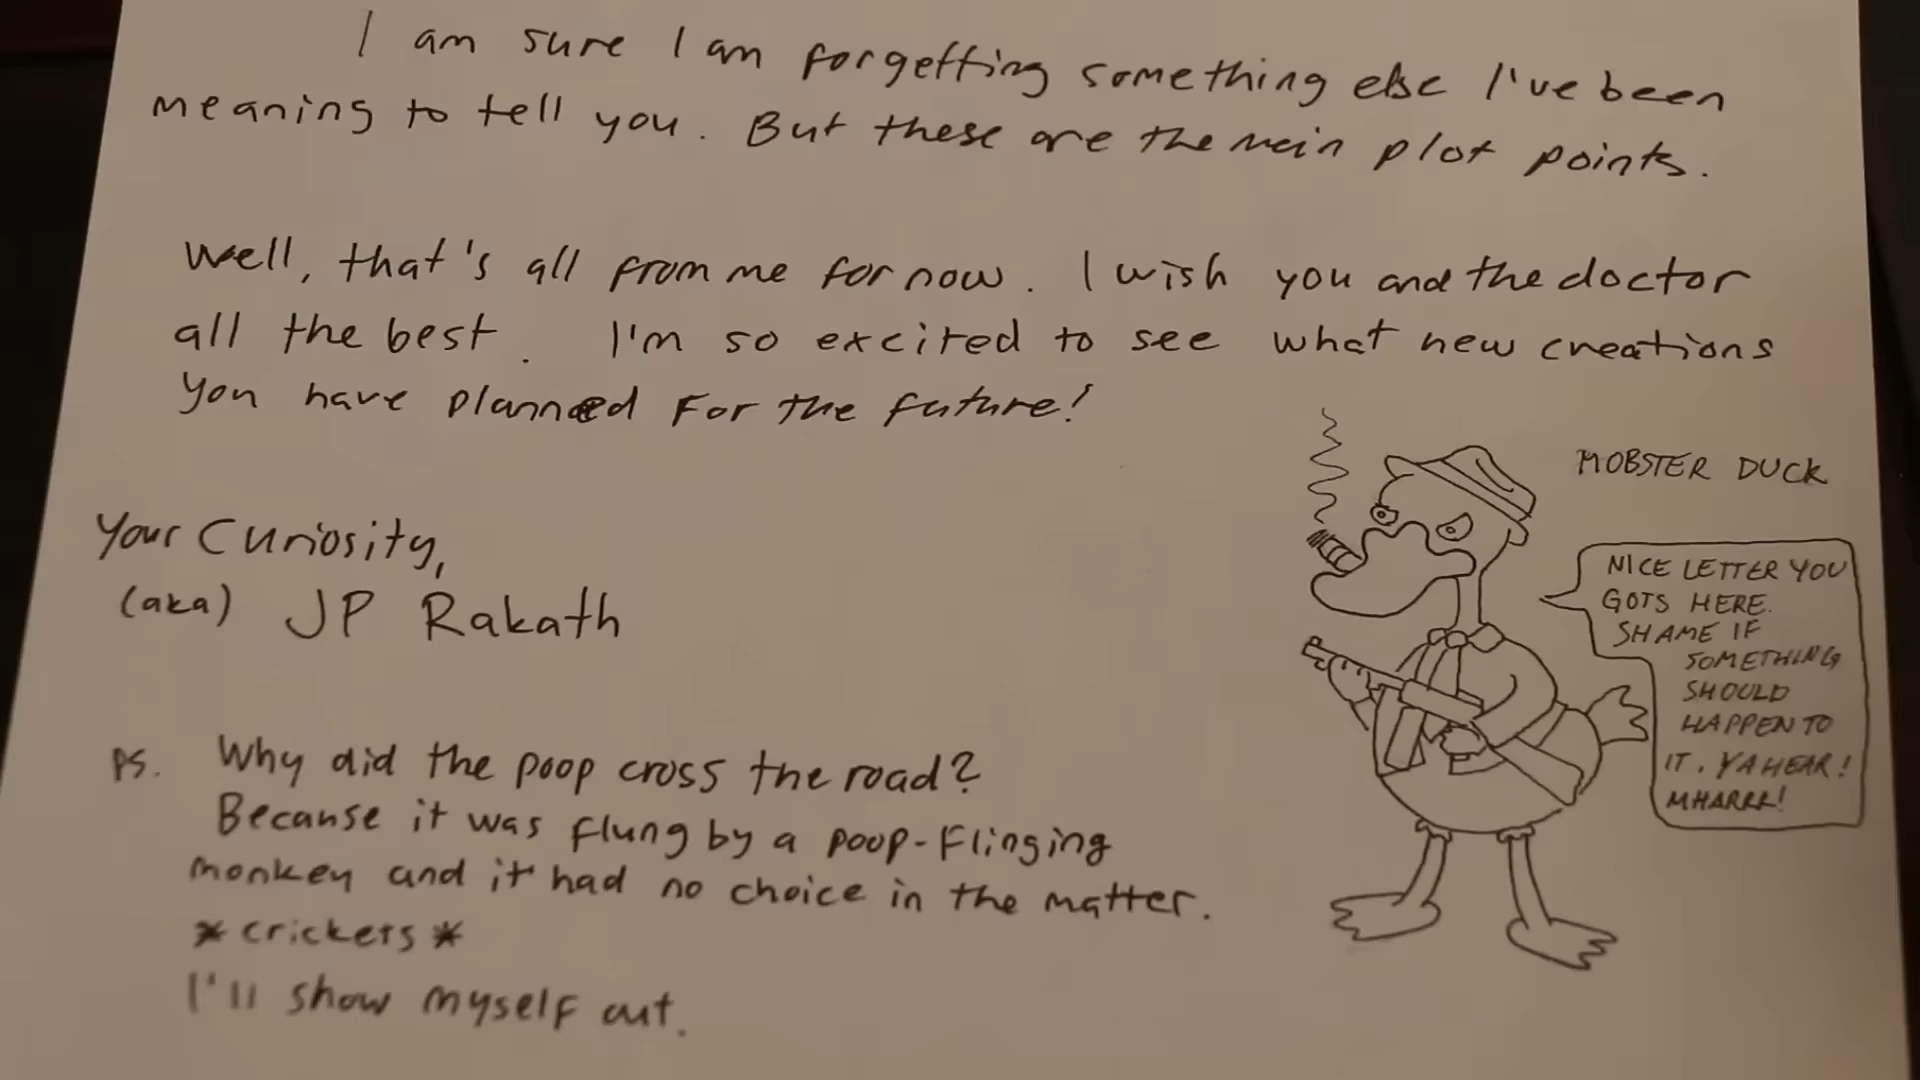 I am sure I am forgetting something else I've been
meaning to tell you. But these are the main plot points.
Well, that's all from me for now. I wish you and the doctor
all the best. I'm so excited to see what new creations
you have planned for the future!
Your Curiosity,
(aka) JP Rakath
PS. Why did the poop cross the road?
Because it was flung by a poop-flinging
monkey and it had no choice in the matter.
*crickets*
I'll show myself out.
MOBSTER DUCK
NICE LETTER YOU
GOTS HERE.
SHAME IF
SOMETHING
SHOULD
HAPPEN TO
IT. YA HEAR!
MHARRR!